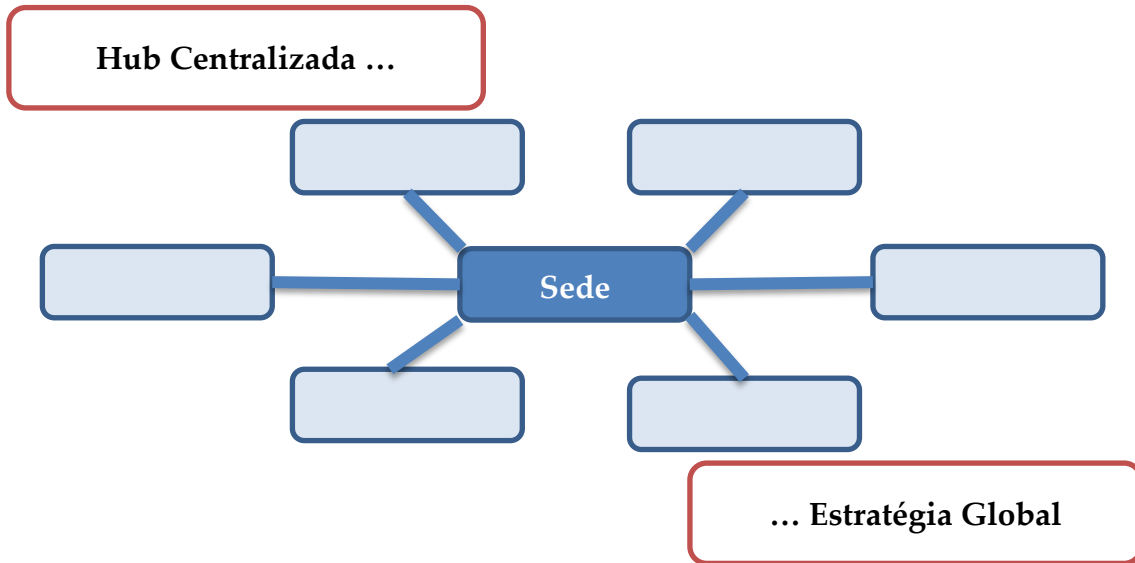 Hub Centralizada …
Sede
… Estratégia Global